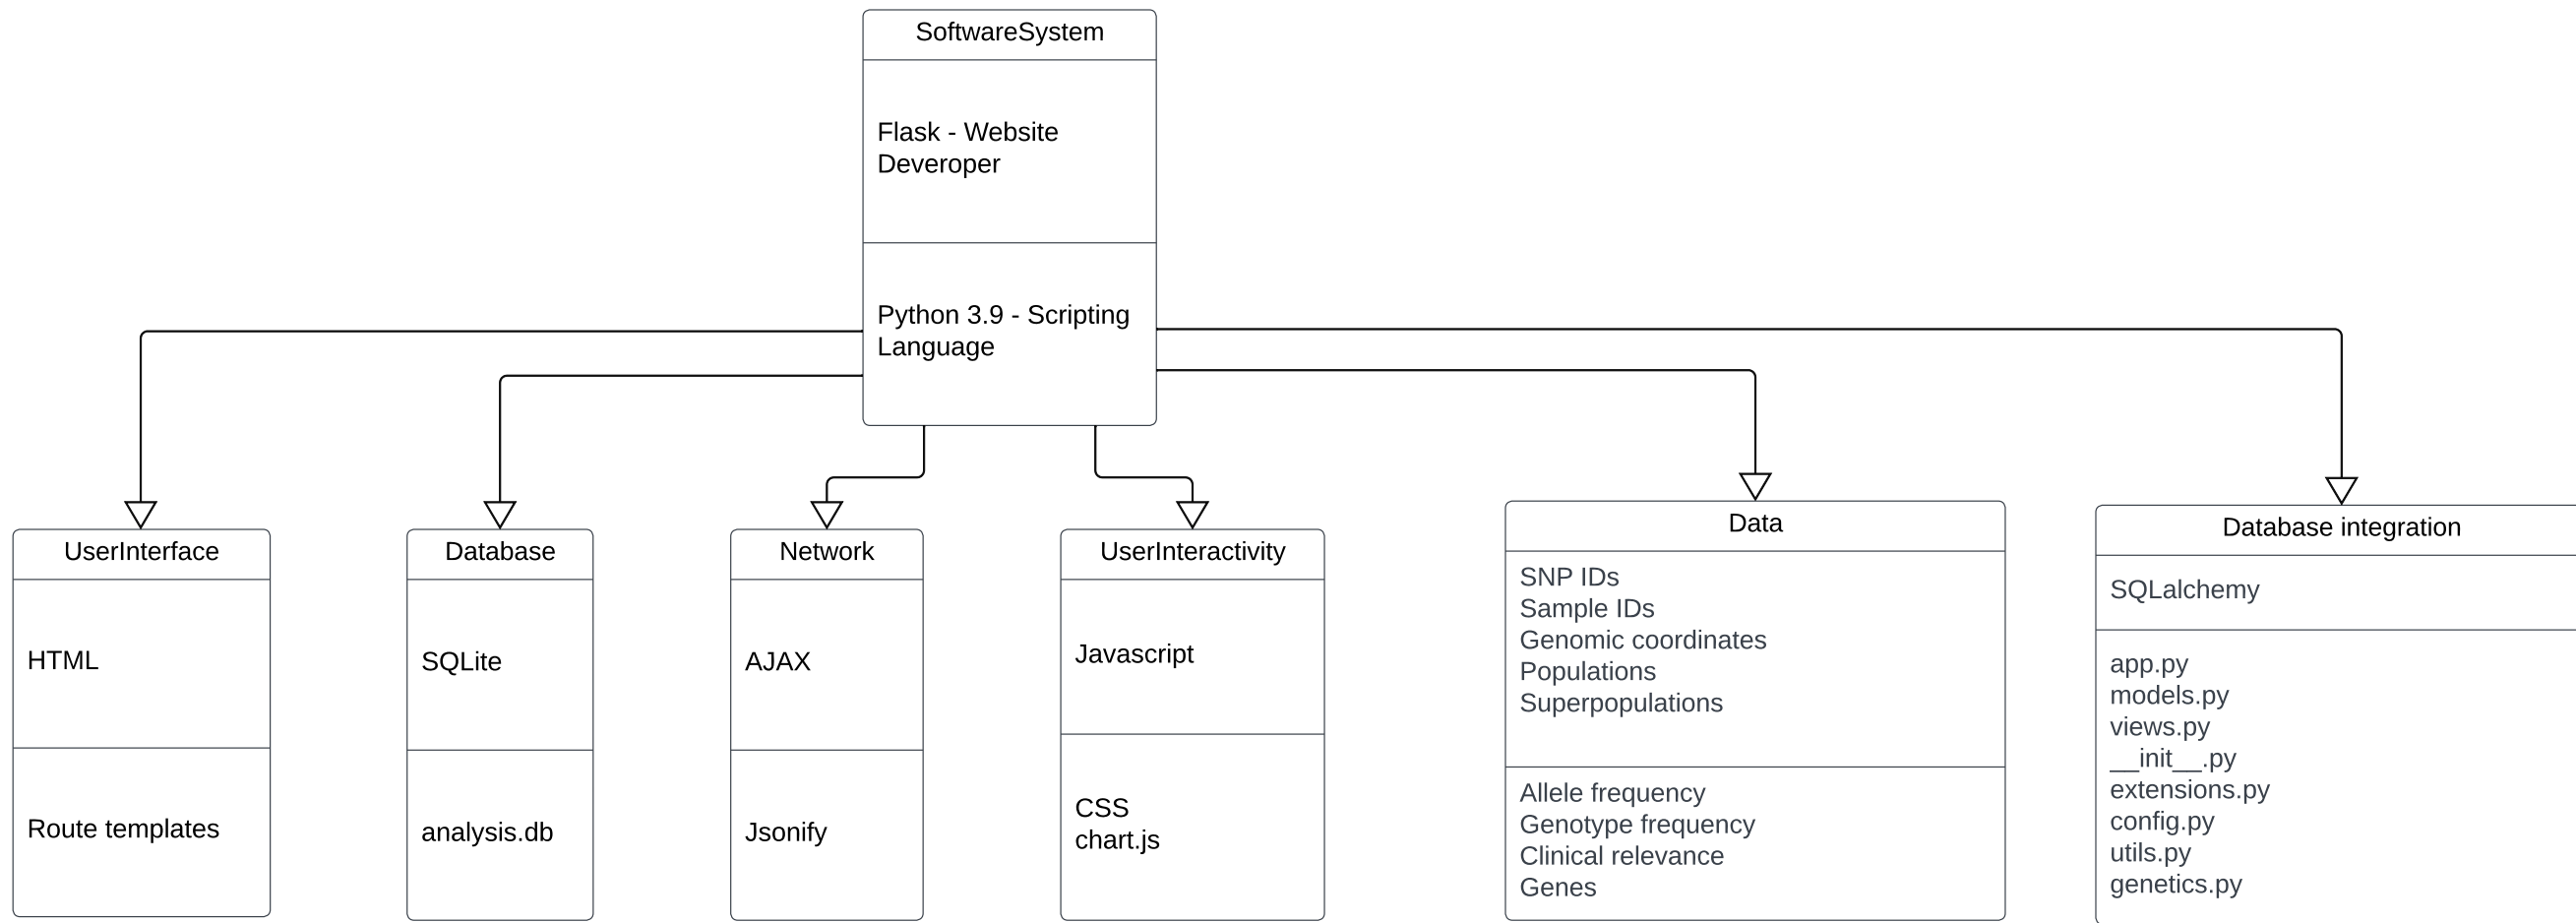 SoftwareSystem
Flask - Website
Deveroper
Python 3.9 - Scripting
Language
UserInterface
HTML
Route templates
Database
SQLite
analysis.db
Network
AJAX
Jsonify
UserInteractivity
Javascript
CSS
chart.js
Data
SNP IDs
Sample IDs
Genomic coordinates
Populations
Superpopulations
Allele frequency
Genotype frequency
Clinical relevance
Genes
Database integration
SQLalchemy
app.py
models.py
views.py
__init__.py
extensions.py
config.py
utils.py
genetics.py